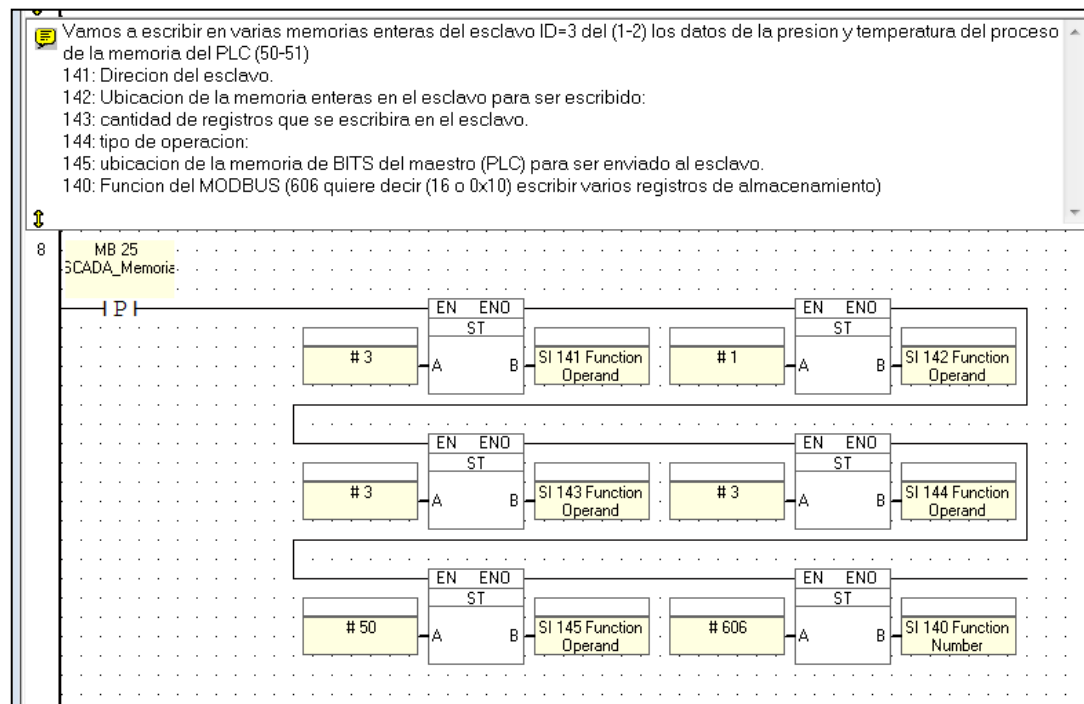 Vamos a escribir en varias memorias enteras del esclavo ID=3 del (1-2) los datos de la presion y temperatura del proceso
de la memoria del PLC (50-51)
141: Direcion del esclavo.
142: Ubicacion de la memoria enteras en el esclavo para ser escribido:
143: cantidad de registros que se escribira en el esclavo.
144: tipo de operacion:
145: ubicacion de la memoria de BITS del maestro (PLC) para ser enviado al esclavo.
140: Funcion del MODBUS (606 quiere decir (16 o 0x10) escribir varios registros de almacenamiento)
8
MB 25
SCADA_Memoria
P
EN ENO
ST
# 3
A
B
SI 141 Function
Operand
EN ENO
ST
# 1
A
B
SI 142 Function
Operand
EN ENO
ST
# 3
A
B
SI 143 Function
Operand
EN ENO
ST
# 3
A
B
SI 144 Function
Operand
EN ENO
ST
# 50
A
B
SI 145 Function
Operand
EN ENO
ST
# 606
A
B
SI 140 Function
Number